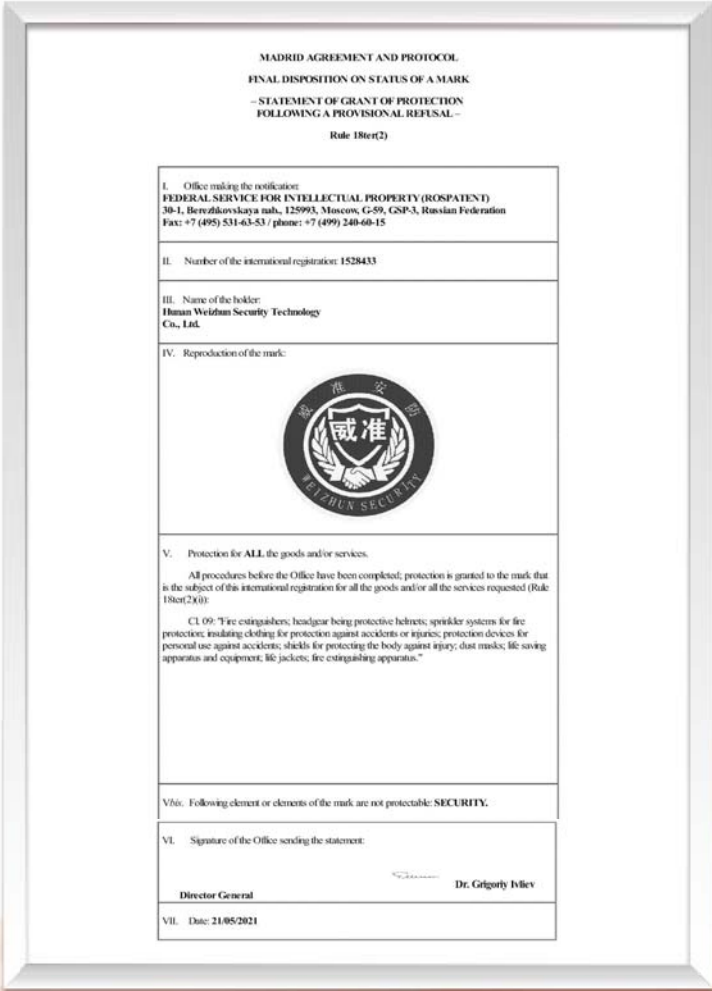 MADRID AGREEMENT AND PROTOCOL
FINAL DISPOSITION ON STATUS OF A MARK
– STATEMENT OF GRANT OF PROTECTION
FOLLOWING A PROVISIONAL REFUSAL –
Rule 18ter(2)
I. Office making the notification:
FEDERAL SERVICE FOR INTELLECTUAL PROPERTY (ROSPATENT)
30-1, Berezhkovskaya nab., 125993, Moscow, G-59, GSP-3, Russian Federation
Fax: +7 (495) 531-63-53 / phone: +7 (499) 240-60-15
II. Number of the international registration: 1528433
III. Name of the holder:
Hunan Weizhun Security Technology
Co., Ltd.
IV. Reproduction of the mark:
威准安防
威准
WEIZHUN SECURITY
V. Protection for ALL the goods and/or services.
All procedures before the Office have been completed; protection is granted to the mark that
is the subject of this international registration for all the goods and/or all the services requested (Rule
18ter(2)(i)):
Cl. 09: "Fire extinguishers; headgear being protective helmets; sprinkler systems for fire
protection; insulating clothing for protection against accidents or injuries; protection devices for
personal use against accidents; shields for protecting the body against injury; dust masks; life saving
apparatus and equipment; life jackets; fire extinguishing apparatus."
Vbis. Following element or elements of the mark are not protectable: SECURITY.
VI. Signature of the Office sending the statement:
Dr. Grigoriy Ivliev
Director General
VII. Date: 21/05/2021